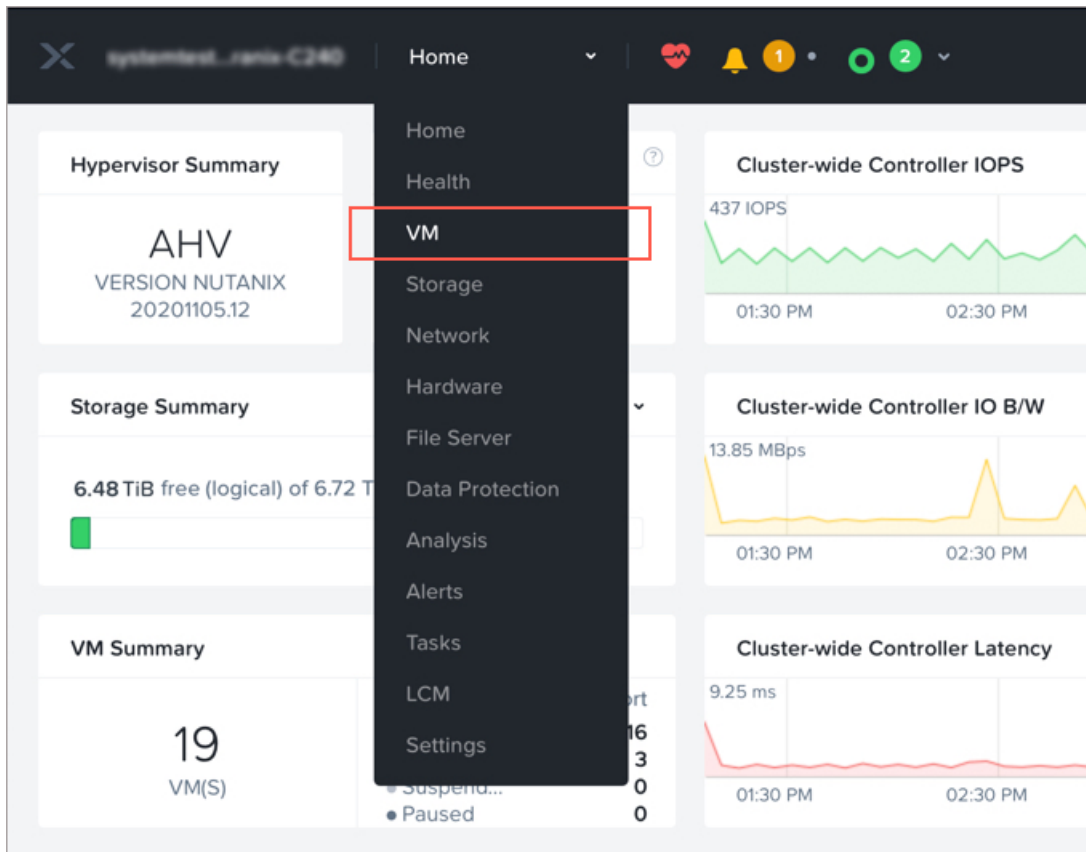 Home
1
2
Home
Health
VM
Storage
Network
Hardware
File Server
Data Protection
Analysis
Alerts
Tasks
LCM
Settings
Hypervisor Summary
AHV
VERSION NUTANIX
20201105.12
?
Cluster-wide Controller IOPS
437 IOPS
01:30 PM 02:30 PM
Storage Summary
6.48 TiB free (logical) of 6.72 T
Cluster-wide Controller IO B/W
13.85 MBps
01:30 PM 02:30 PM
VM Summary
19
VM(S)
ort
16
3
Suspend... 0
Paused 0
Cluster-wide Controller Latency
9.25 ms
01:30 PM 02:30 PM